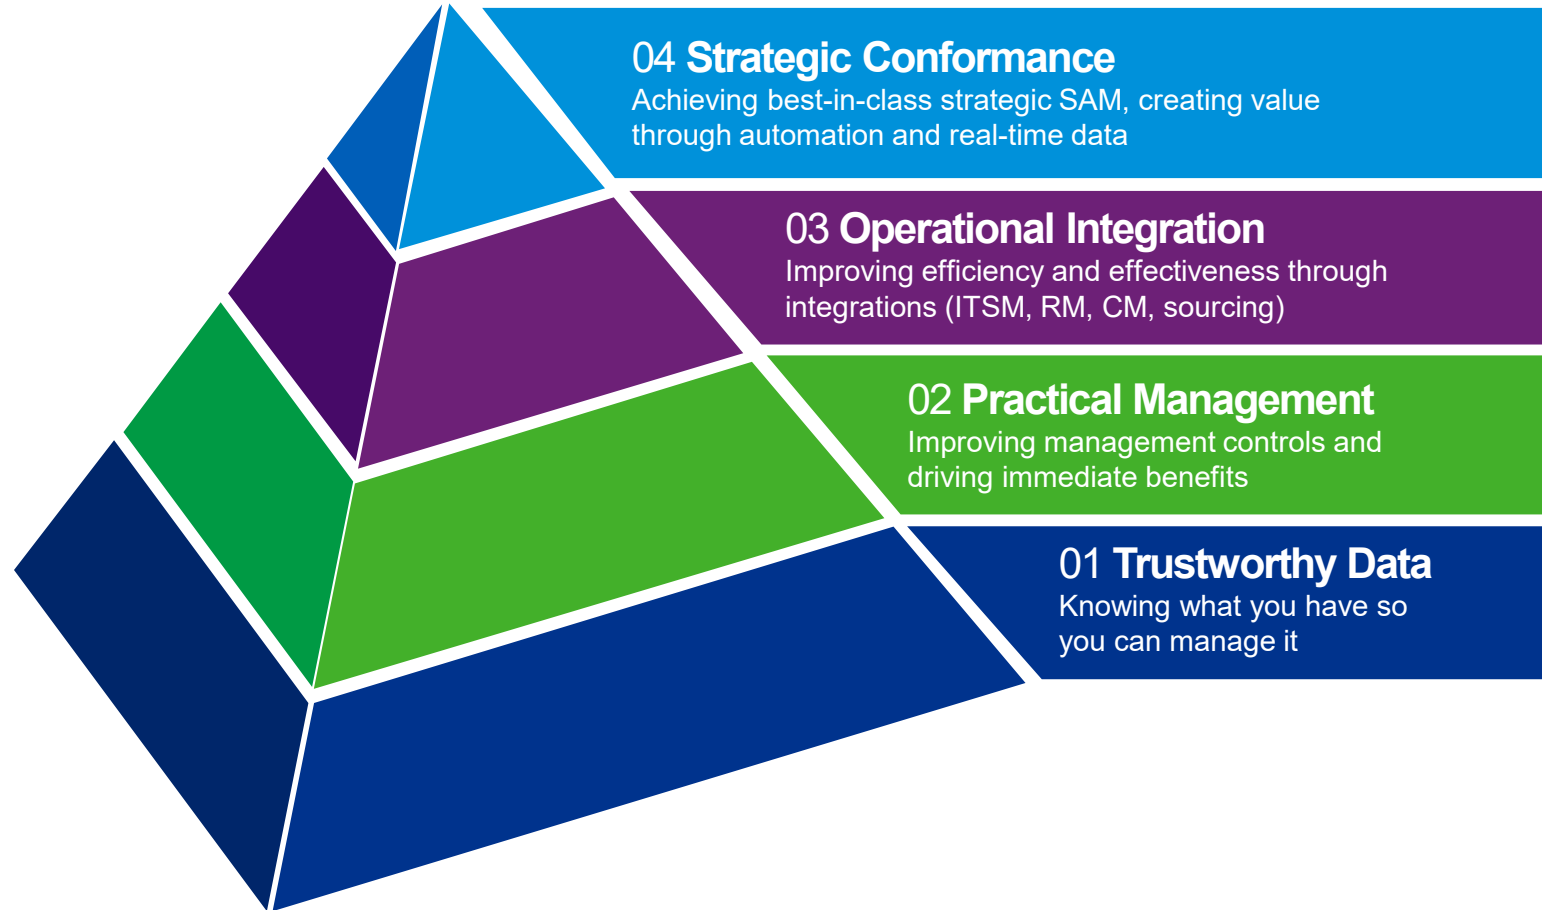 04 Strategic Conformance
Achieving best-in-class strategic SAM, creating value
through automation and real-time data
03 Operational Integration
Improving efficiency and effectiveness through
integrations (ITSM, RM, CM, sourcing)
02 Practical Management
Improving management controls and
driving immediate benefits
01 Trustworthy Data
Knowing what you have so
you can manage it